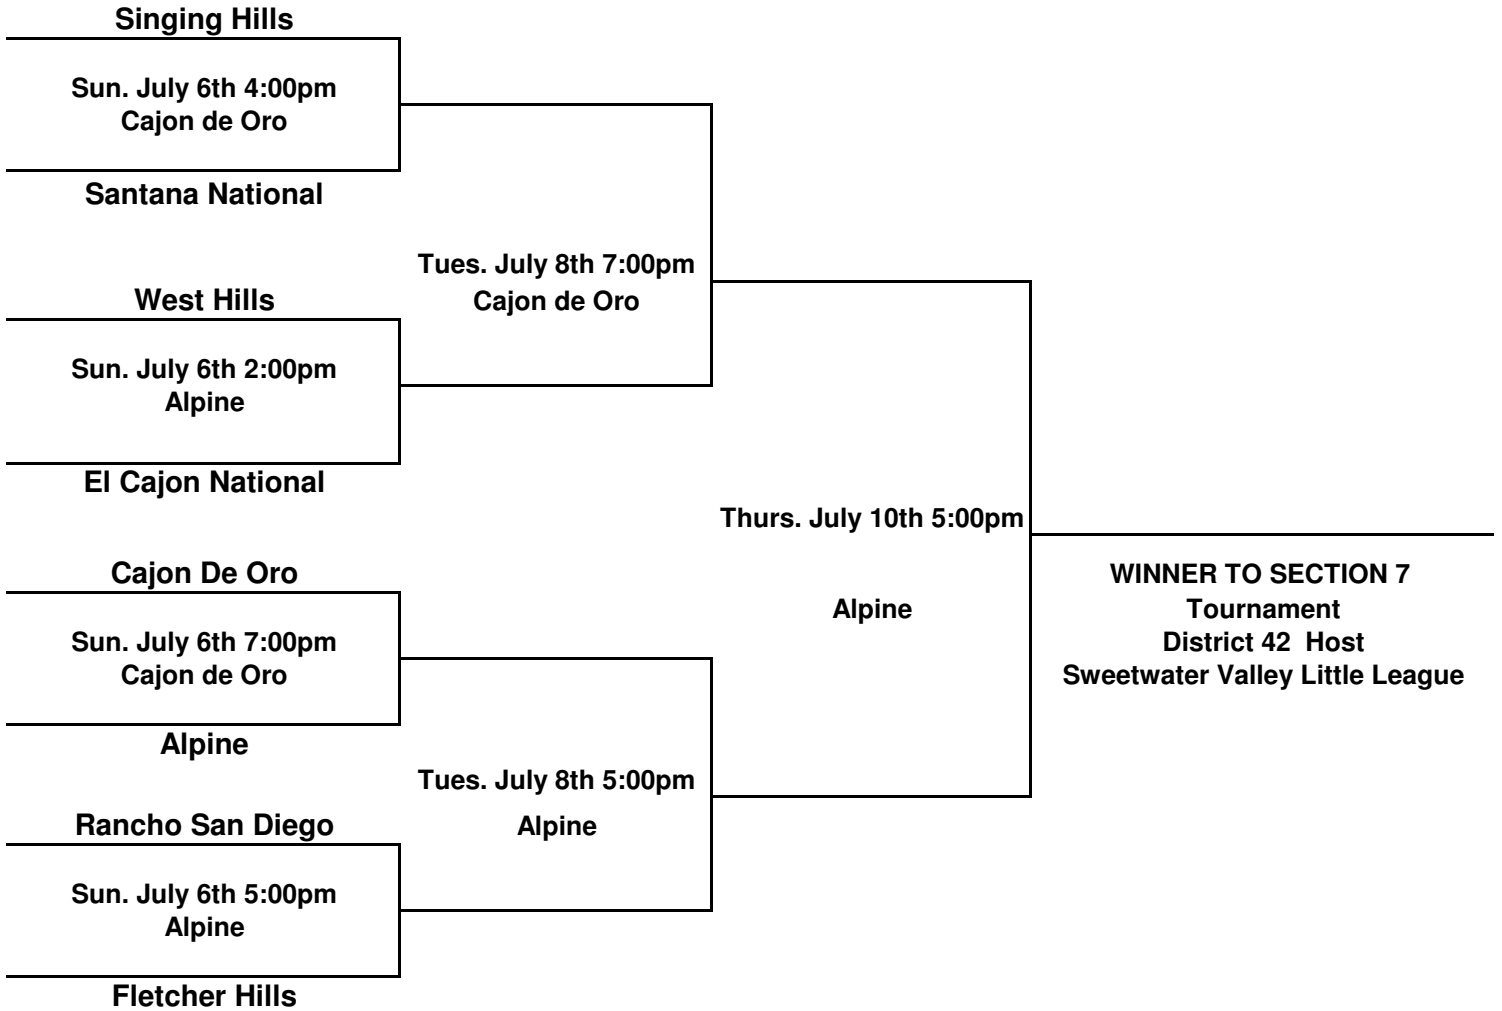 Singing Hills
Sun. July 6th 4:00pm
Cajon de Oro
Santana National
Tues. July 8th 7:00pm
Cajon de Oro
West Hills
Sun. July 6th 2:00pm
Alpine
El Cajon National
Thurs. July 10th 5:00pm
Alpine
WINNER TO SECTION 7
Tournament
District 42  Host
Sweetwater Valley Little League
Cajon De Oro
Sun. July 6th 7:00pm
Cajon de Oro
Alpine
Tues. July 8th 5:00pm
Alpine
Rancho San Diego
Sun. July 6th 5:00pm
Alpine
Fletcher Hills